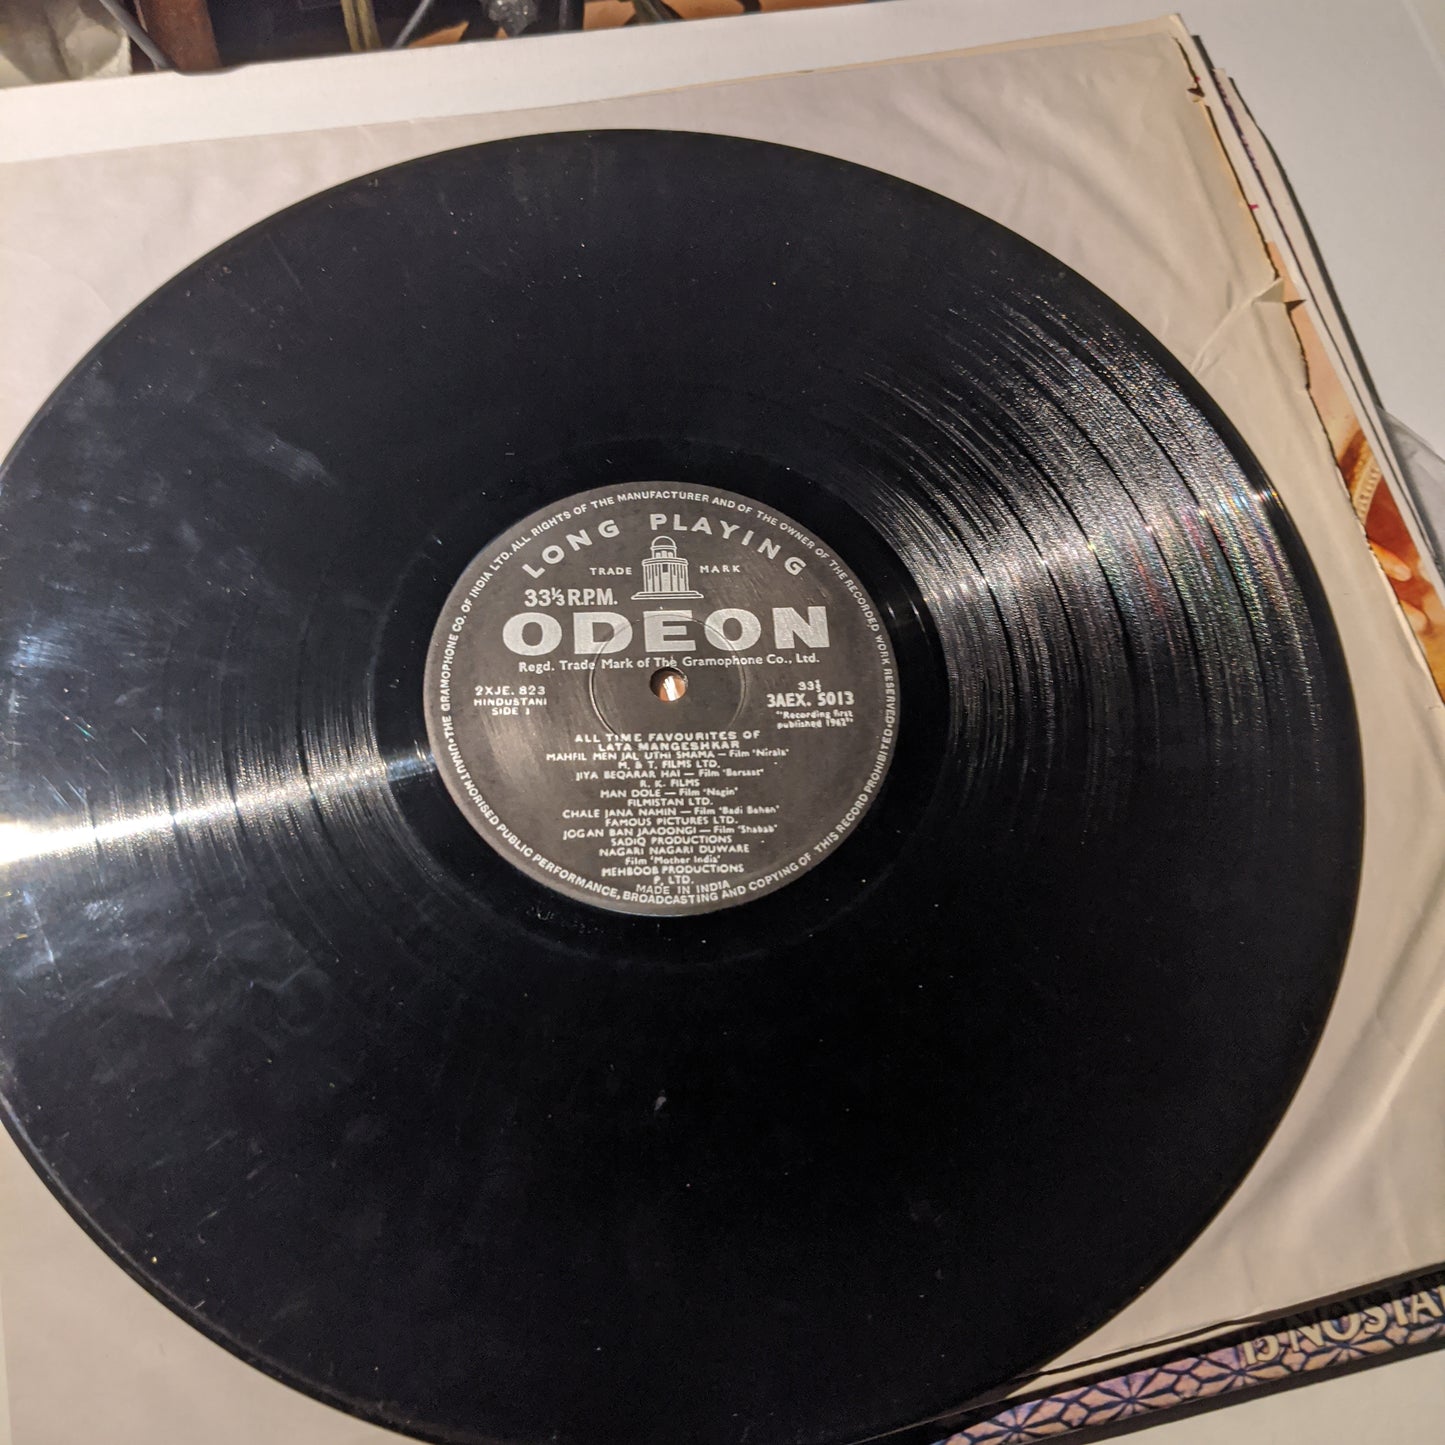 THE GRAMOPHONE CO. OF INDIA LTD. ALL RIGHTS OF THE MANUFACTURER AND OF THE OWNER OF THE RECORDED WORK RESERVED • UNAUTHORISED PUBLIC PERFORMANCE, BROADCASTING AND COPYING OF THIS RECORD PROHIBITED •
LONG PLAYING
TRADE MARK
33⅓ R.P.M.
ODEON
Regd. Trade Mark of The Gramophone Co., Ltd.
2XJE. 823
HINDUSTANI
SIDE 1
33⅓
3AEX. 5013
"Recording first
published 1962"
ALL TIME FAVOURITES OF
LATA MANGESHKAR
MAHFIL MEN JAL UTHI SHAMA — Film 'Nirala'
M. & T. FILMS LTD.
JIYA BEQARAR HAI — Film 'Barsaat'
R. K. FILMS
MAN DOLE — Film 'Nagin'
FILMISTAN LTD.
CHALE JANA NAHIN — Film 'Badi Bahen'
FAMOUS PICTURES LTD.
JOGAN BAN JAAOONGI — Film 'Shabab'
SADIQ PRODUCTIONS
NAGARI NAGARI DUWARE
Film 'Mother India'
MEHBOOB PRODUCTIONS
P. LTD.
MADE IN INDIA